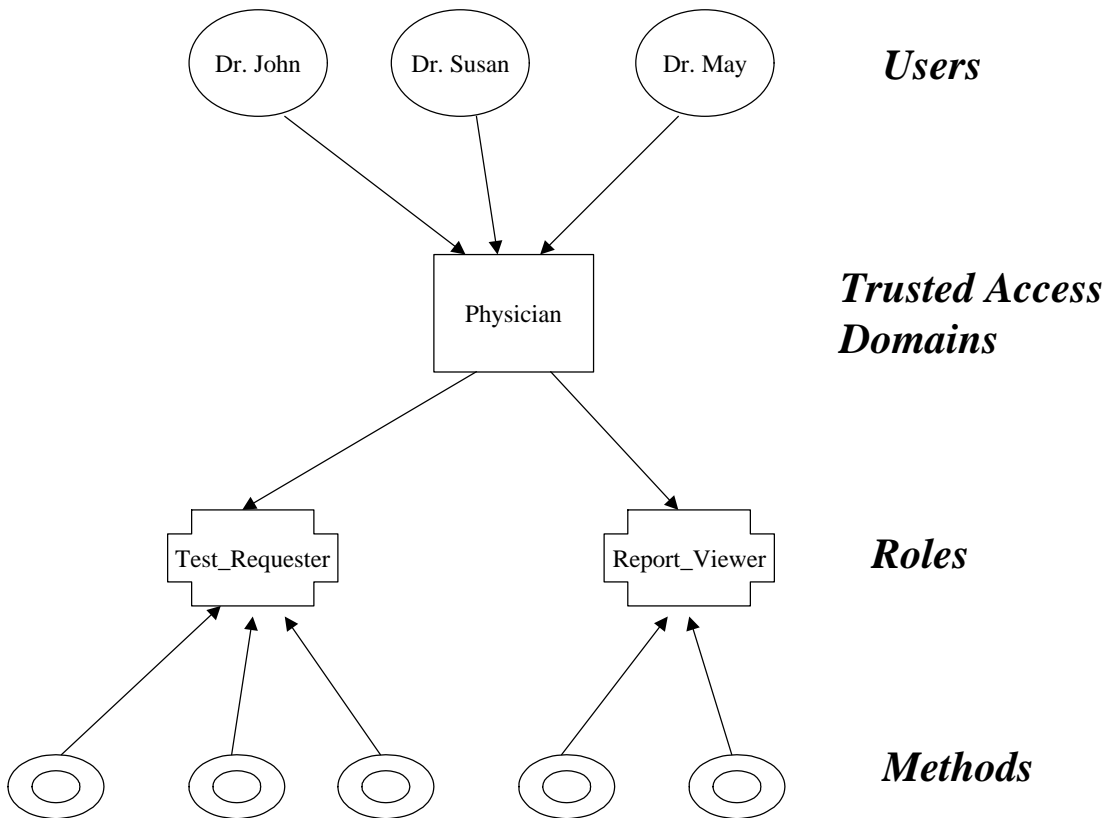 Dr. John
Dr. Susan
Dr. May
Users
Physician
Trusted Access
Domains
Test_Requester
Report_Viewer
Roles
Methods